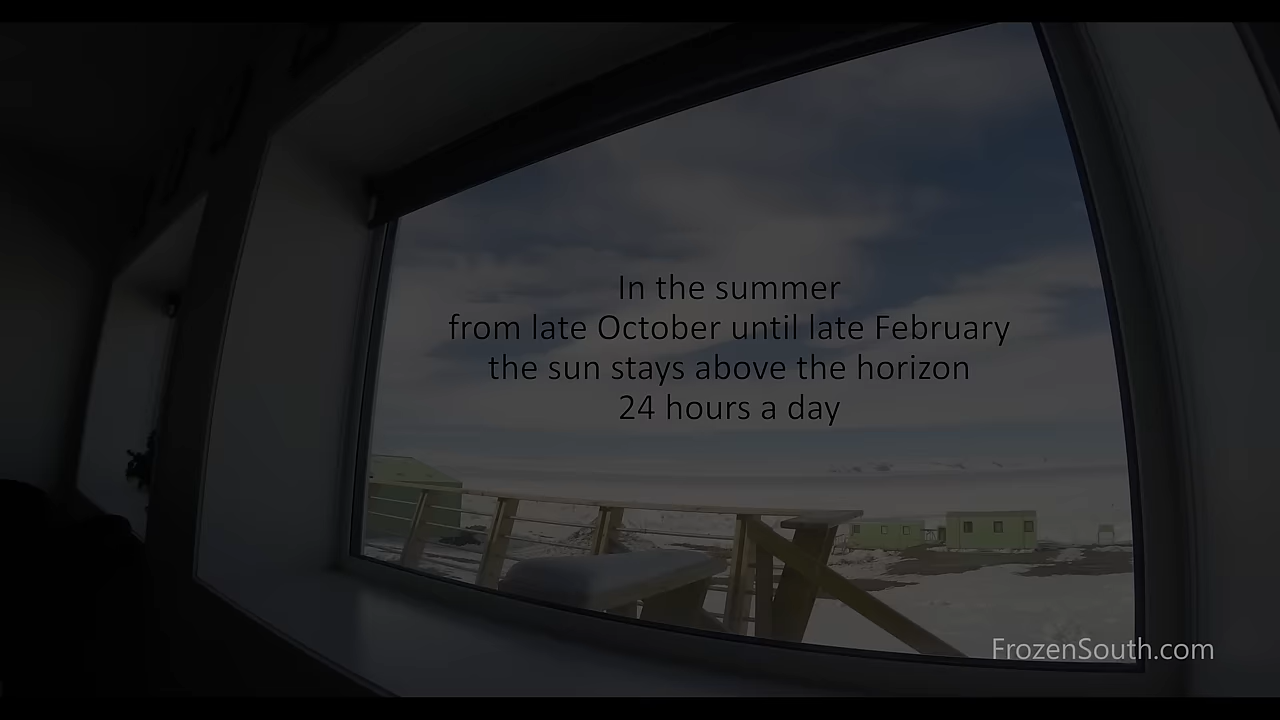 In the summer
from late October until late February
the sun stays above the horizon
24 hours a day
FrozenSouth.com